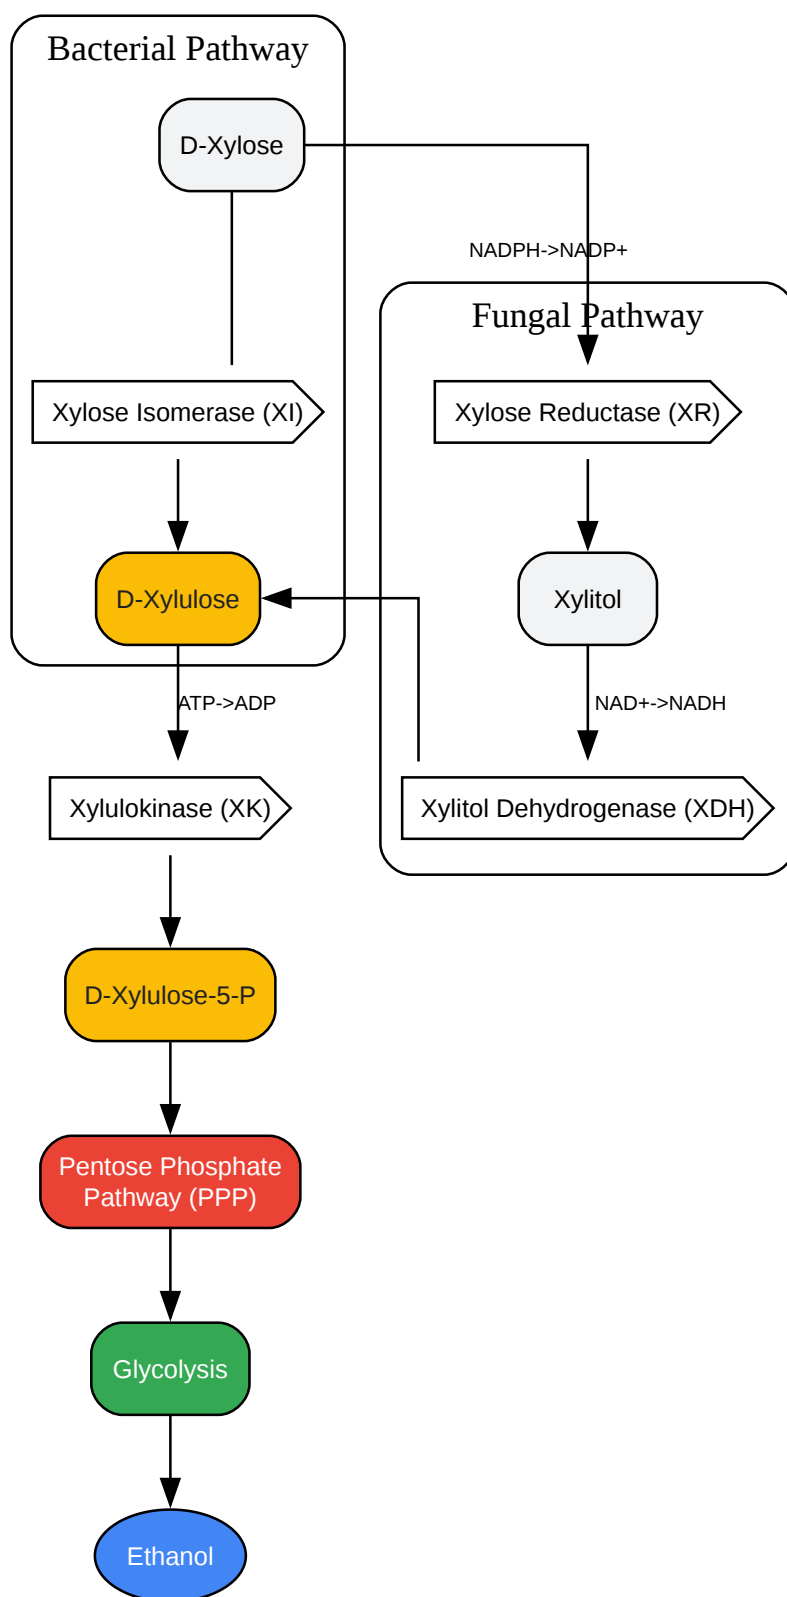 Bacterial Pathway
D-Xylose
NADPH->NADP+
Fungal Pathway
Xylose Isomerase (XI)
Xylose Reductase (XR)
D-Xylulose
Xylitol
ATP->ADP
NAD+->NADH
Xylulokinase (XK)
Xylitol Dehydrogenase (XDH)
D-Xylulose-5-P
Pentose Phosphate
Pathway (PPP)
Glycolysis
Ethanol